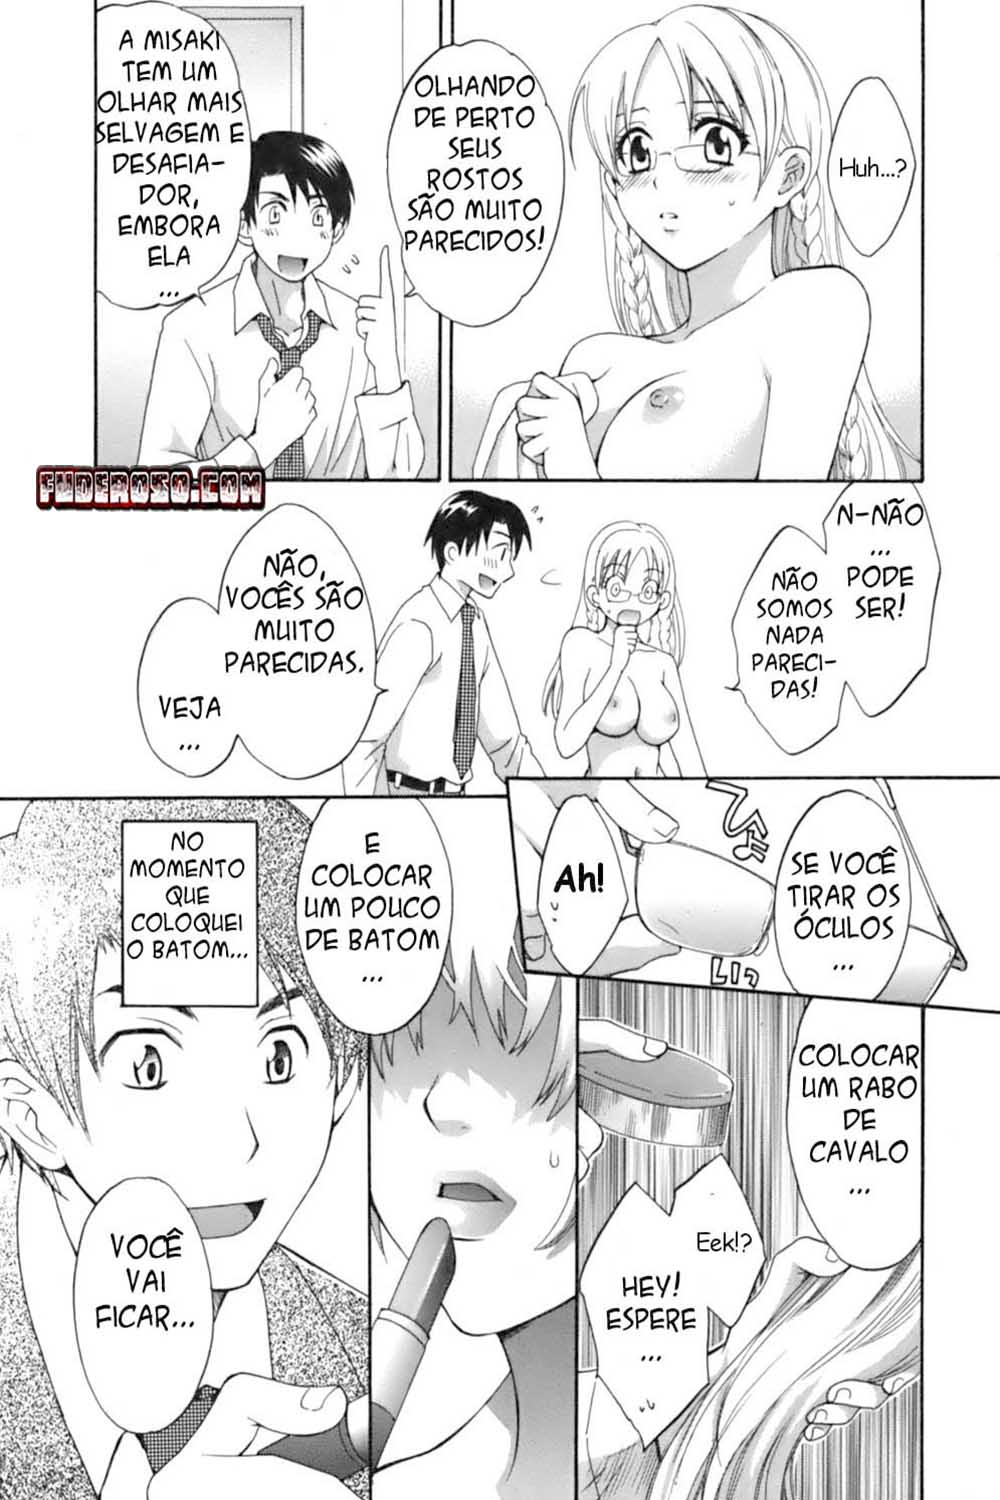 Huh...?
OLHANDO
DE PERTO
SEUS
ROSTOS
SÃO MUITO
PARECIDOS!
A MISAKI
TEM UM
OLHAR MAIS
SELVAGEM E
DESAFIA-
DOR,
EMBORA
ELA
...
FUDEROSO.COM
N-NÃO
...
PODE
SER!
NÃO
SOMOS
NADA
PARECI-
DAS!
NÃO,
VOCÊS SÃO
MUITO
PARECIDAS.
VEJA
...
SE VOCÊ
TIRAR OS
ÓCULOS
...
ひょい
Ah!
COLOCAR
UM RABO
DE
CAVALO
...
Eek!?
HEY!
ESPERE
...
E
COLOCAR
UM POUCO
DE BATOM
...
NO
MOMENTO
QUE
COLOQUEI
O BATOM...
VOCÊ
VAI
FICAR...